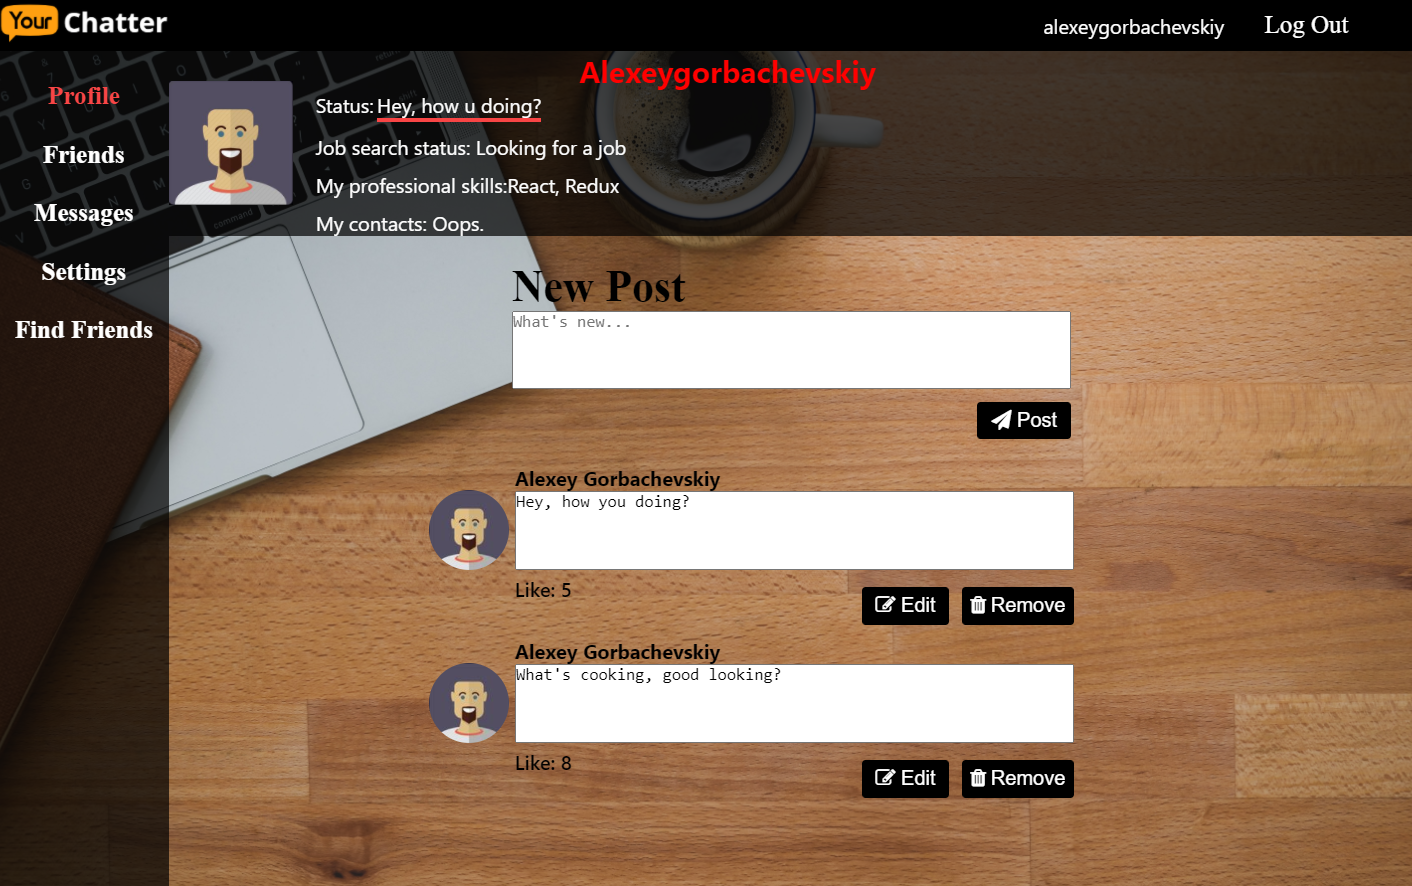 Your Chatter
alexeygorbachevskiy
Log Out
Profile
Friends
Messages
Settings
Find Friends
Alexeygorbachevskiy
Status: Hey, how u doing?
Job search status: Looking for a job
My professional skills:React, Redux
My contacts: Oops.
New Post
What's new...
Post
Alexey Gorbachevskiy
Hey, how you doing?
Like: 5
Edit
Remove
Alexey Gorbachevskiy
What's cooking, good looking?
Like: 8
Edit
Remove